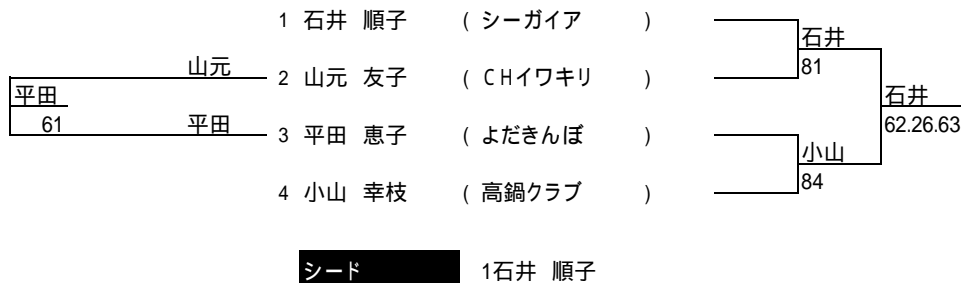 1 石井 順子 ( シーガイア )
石井
山元
2 山元 友子 ( CHイワキリ )
81
平田
石井
61
平田
3 平田 恵子 ( よだきんぼ )
62.26.63
小山
4 小山 幸枝 ( 高鍋クラブ )
84
シード 1石井 順子